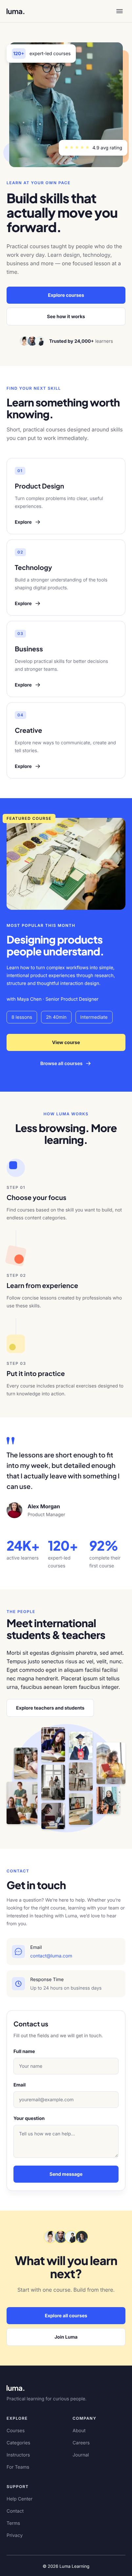 luma.
120+ expert-led courses
★★★★★ 4.9 avg rating
LEARN AT YOUR OWN PACE
Build skills that
actually move you
forward.
Practical courses taught by people who do the
work every day. Learn design, technology,
business and more — one focused lesson at a
time.
Explore courses
See how it works
Trusted by 24,000+ learners
FIND YOUR NEXT SKILL
Learn something worth
knowing.
Short, practical courses designed around skills
you can put to work immediately.
01
Product Design
Turn complex problems into clear, useful
experiences.
Explore →
02
Technology
Build a stronger understanding of the tools
shaping digital products.
Explore →
03
Business
Develop practical skills for better decisions
and stronger teams.
Explore →
04
Creative
Explore new ways to communicate, create and
tell stories.
Explore →
FEATURED COURSE
MOST POPULAR THIS MONTH
Designing products
people understand.
Learn how to turn complex workflows into simple,
intentional product experiences through research,
structure and thoughtful interaction design.
with Maya Chen · Senior Product Designer
8 lessons
2h 40min
Intermediate
View course
Browse all courses →
HOW LUMA WORKS
Less browsing. More
learning.
STEP 01
Choose your focus
Find courses based on the skill you want to build, not
endless content categories.
STEP 02
Learn from experience
Follow concise lessons created by professionals who
use these skills.
STEP 03
Put it into practice
Every course includes practical exercises designed to
turn knowledge into action.
"
The lessons are short enough to fit
into my week, but detailed enough
that I actually leave with something I
can use.
Alex Morgan
Product Manager
24K+
active learners
120+
expert-led
courses
92%
complete their
first course
THE PEOPLE
Meet international
students & teachers
Morbi sit egestas dignissim pharetra, sed amet.
Tempus justo senectus risus ac vel, velit, nunc.
Eget commodo eget in aliquam facilisi facilisi
nec magna hendrerit. Placerat ipsum sit tellus
urna, faucibus aenean lorem faucibus integer.
Explore teachers and students
CONTACT
Get in touch
Have a question? We're here to help. Whether you're
looking for the right course, learning with your team or
interested in teaching with Luma, we'd love to hear
from you.
Email
contact@luma.com
Response Time
Up to 24 hours on business days
Contact us
Fill out the fields and we will get in touch
Full name
Your name
Email
youremail@example.com
Your question
Tell us how we can help...
Send message
What will you learn
next?
Start with one course. Build from there.
Explore all courses
Join Luma
luma.
Practical learning for curious people.
EXPLORE
Courses
Categories
Instructors
For Teams
COMPANY
About
Careers
Journal
SUPPORT
Help Center
Contact
Terms
Privacy
© 2026 Luma Learning